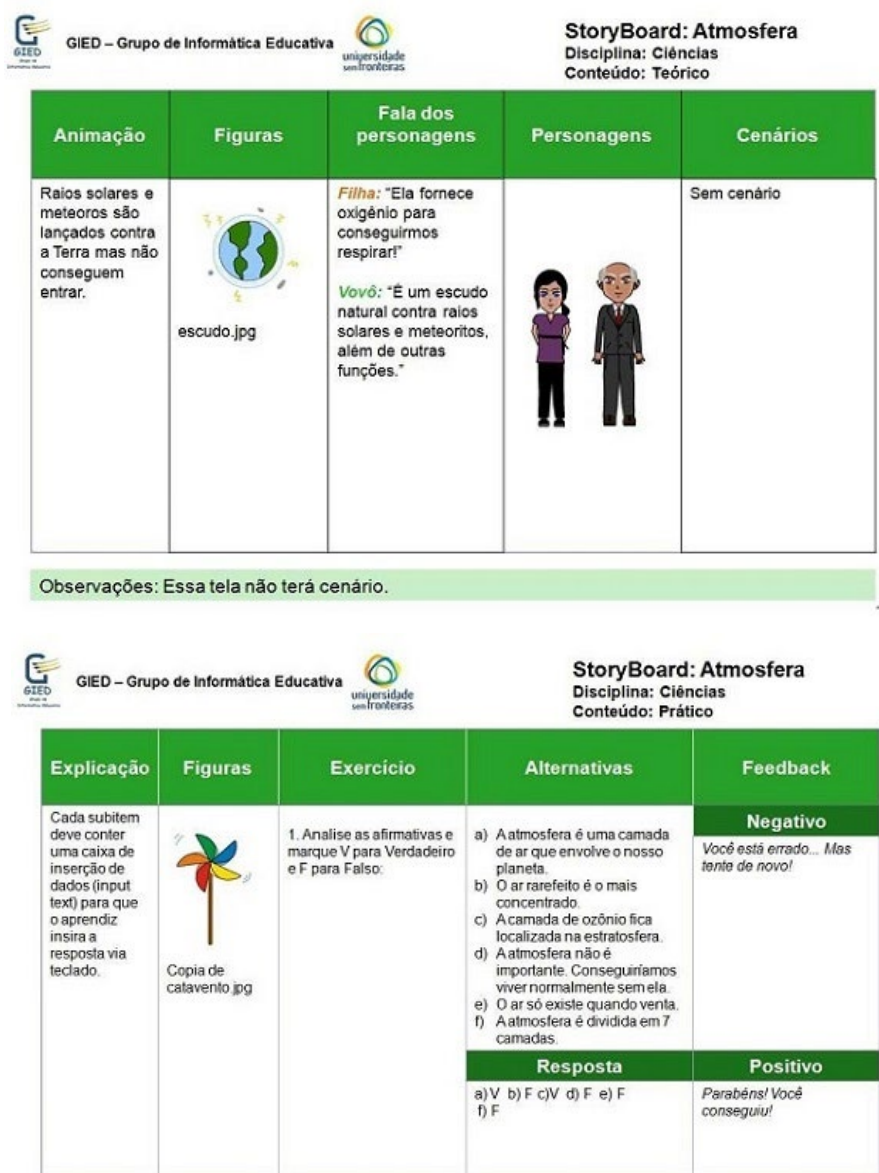 GIED
GIED – Grupo de Informática Educativa
universidade
sem fronteiras
StoryBoard: Atmosfera
Disciplina: Ciências
Conteúdo: Teórico
Animação
Figuras
Fala dos
personagens
Personagens
Cenários
Raios solares e
meteoros são
lançados contra
a Terra mas não
conseguem
entrar.
escudo.jpg
Filha: “Ela fornece
oxigênio para
conseguirmos
respirar!”
Vovô: “É um escudo
natural contra raios
solares e meteoritos,
além de outras
funções.”
Sem cenário
Observações: Essa tela não terá cenário.
GIED
GIED – Grupo de Informática Educativa
universidade
sem fronteiras
StoryBoard: Atmosfera
Disciplina: Ciências
Conteúdo: Prático
Explicação
Figuras
Exercício
Alternativas
Feedback
Cada subitem
deve conter
uma caixa de
inserção de
dados (input
text) para que
o aprendiz
insira a
resposta via
teclado.
Copia de
catavento.jpg
1. Analise as afirmativas e
marque V para Verdadeiro
e F para Falso:
a) A atmosfera é uma camada
de ar que envolve o nosso
planeta.
b) O ar rarefeito é o mais
concentrado.
c) A camada de ozônio fica
localizada na estratosfera.
d) A atmosfera não é
importante. Conseguiríamos
viver normalmente sem ela.
e) O ar só existe quando venta.
f) A atmosfera é dividida em 7
camadas.
Resposta
a) V b) F c)V d) F e) F
f) F
Negativo
Você está errado... Mas
tente de novo!
Positivo
Parabéns! Você
conseguiu!